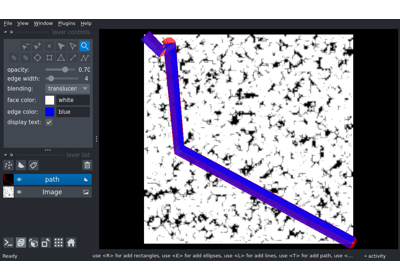 File View Window Plugins Help
layer controls
opacity: 0.70
edge width: 4
blending: translucen
face color: white
edge color: blue
display text:
layer list
path
Image
Ready
use <R> for add rectangles, use <E> for add ellipses, use <L> for add lines, use <T> for add path, use <...
activity